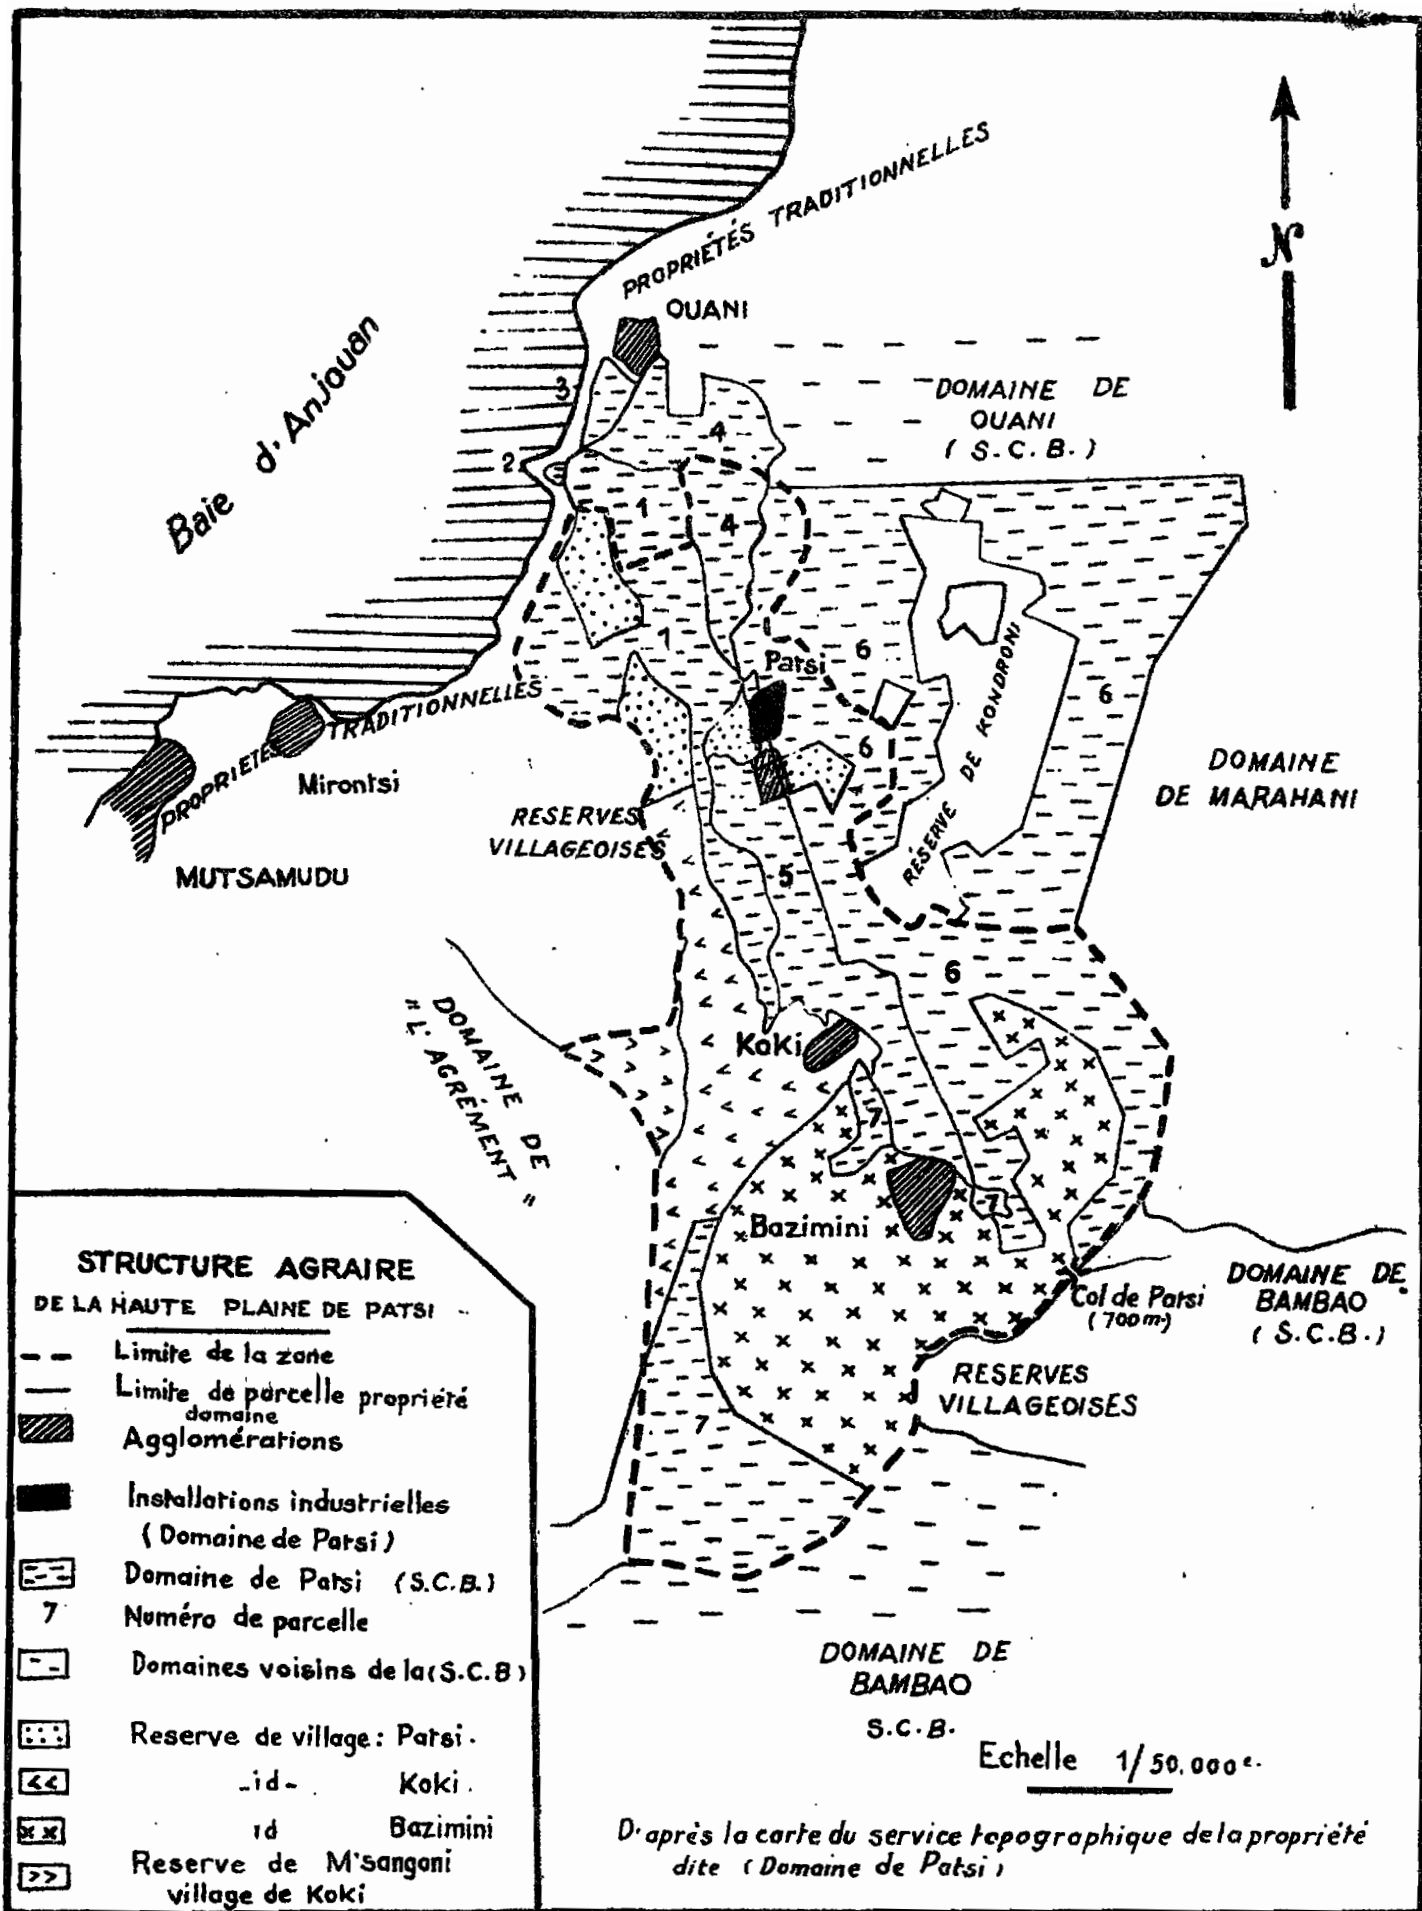 PROPRIÉTÉS TRADITIONNELLES
N
OUANI
Baie d'Anjouan
3
DOMAINE DE
OUANI
( S.C.B.)
4
2
1
4
1
Patsi
6
6
6
RÉSERVE DE KONDRONI
PROPRIETES TRADITIONNELLES
Mirontsi
MUTSAMUDU
DOMAINE
DE MARAHANI
RESERVES
VILLAGEOISES
5
6
DOMAINE DE
"L'AGRÉMENT"
Koki
7
Bazimini
7
Col de Patsi
(700 m.)
DOMAINE DE
BAMBAO
( S.C.B.)
RESERVES
VILLAGEOISES
7
DOMAINE DE
BAMBAO
S.C.B.
STRUCTURE AGRAIRE
DE LA HAUTE PLAINE DE PATSI
Limite de la zone
Limite de parcelle propriété
domaine
Agglomérations
Installations industrielles
( Domaine de Patsi )
Domaine de Patsi (S.C.B.)
7 Numéro de parcelle
Domaines voisins de la (S.C.B)
Reserve de village : Patsi.
-id- Koki.
id Bazimini
Reserve de M'sangani
village de Koki
Echelle 1/50.000e.
D'après la carte du service topographique de la propriété
dite ( Domaine de Patsi )